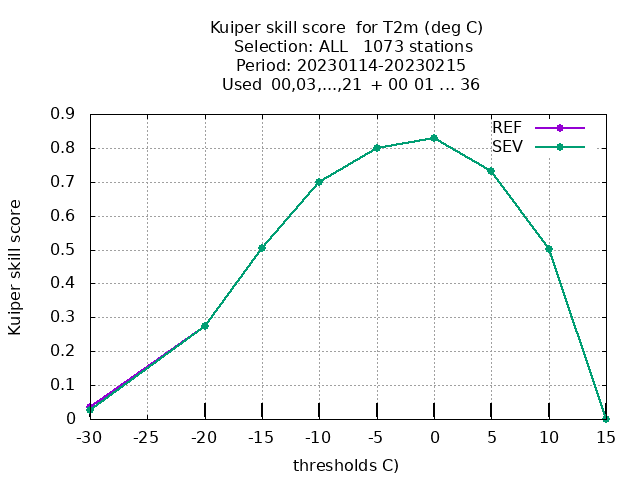 Kuiper skill score  for T2m (deg C)
Selection: ALL   1073 stations
Period: 20230114-20230215
Used  00,03,...,21  + 00 01 ... 36
REF
SEV
Kuiper skill score
0.9
0.8
0.7
0.6
0.5
0.4
0.3
0.2
0.1
0
-30 -25 -20 -15 -10 -5 0 5 10 15
thresholds C)